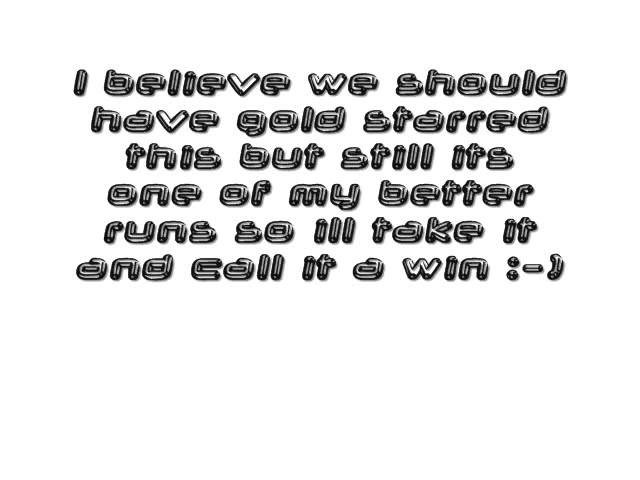 I believe we should
have gold starred
this but still its
one of my better
runs so ill take it
and call it a win :-)